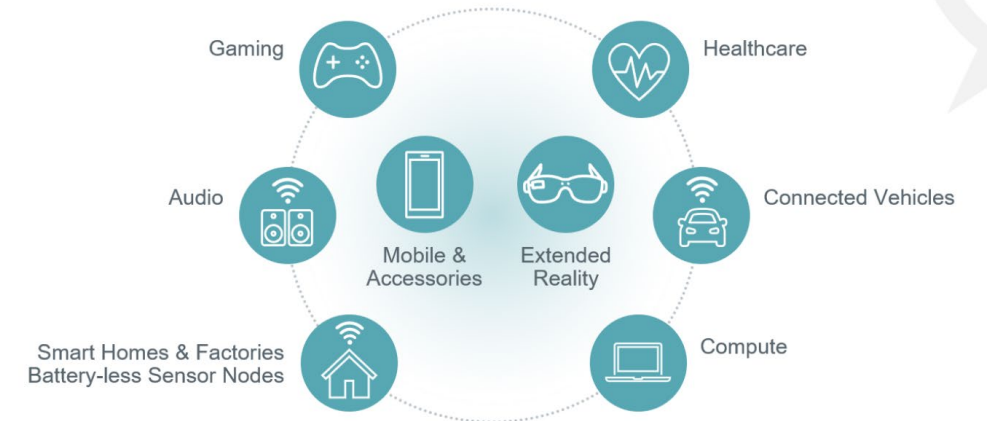 Gaming
Healthcare
Audio
Connected Vehicles
Mobile &
Accessories
Extended
Reality
Smart Homes & Factories
Battery-less Sensor Nodes
Compute